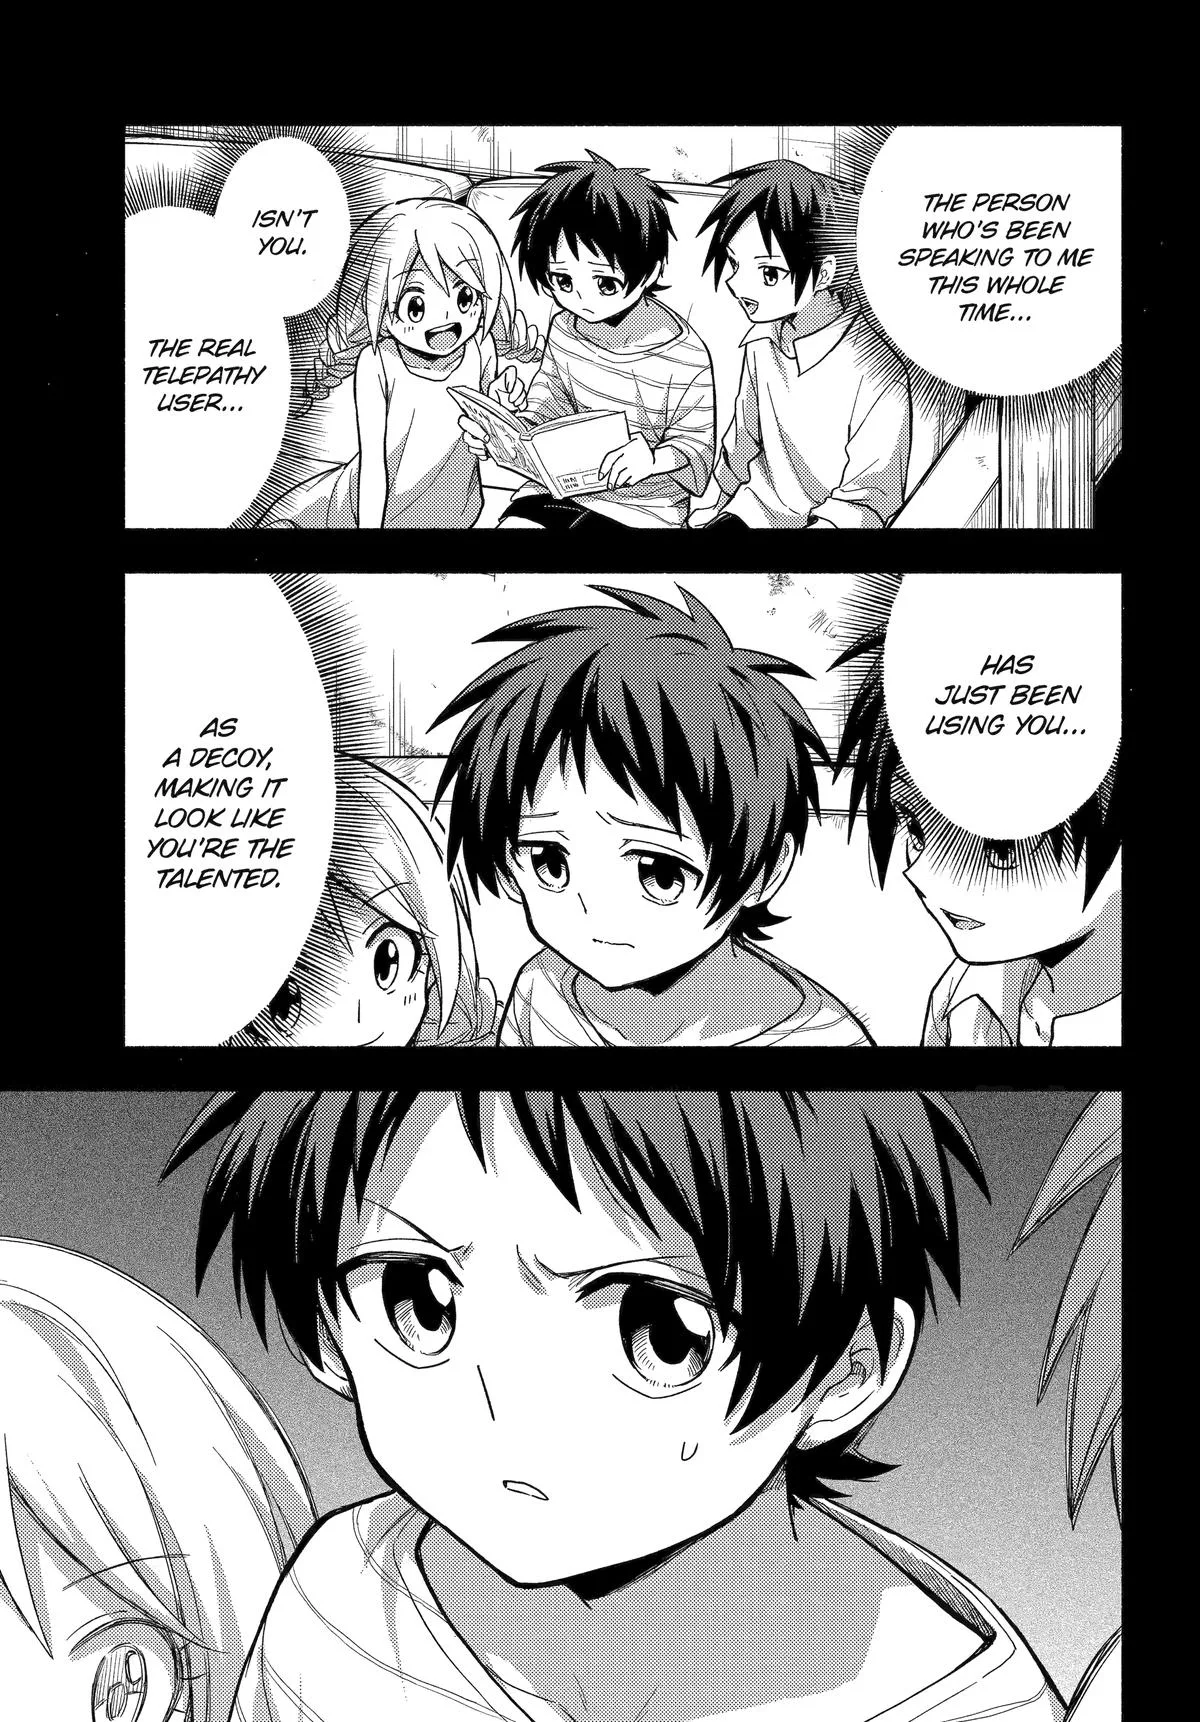 THE PERSON
WHO'S BEEN
SPEAKING TO ME
THIS WHOLE
TIME...
ISN'T
YOU.
THE REAL
TELEPATHY
USER...
HAS
JUST BEEN
USING YOU...
AS
A DECOY,
MAKING IT
LOOK LIKE
YOU'RE THE
TALENTED.